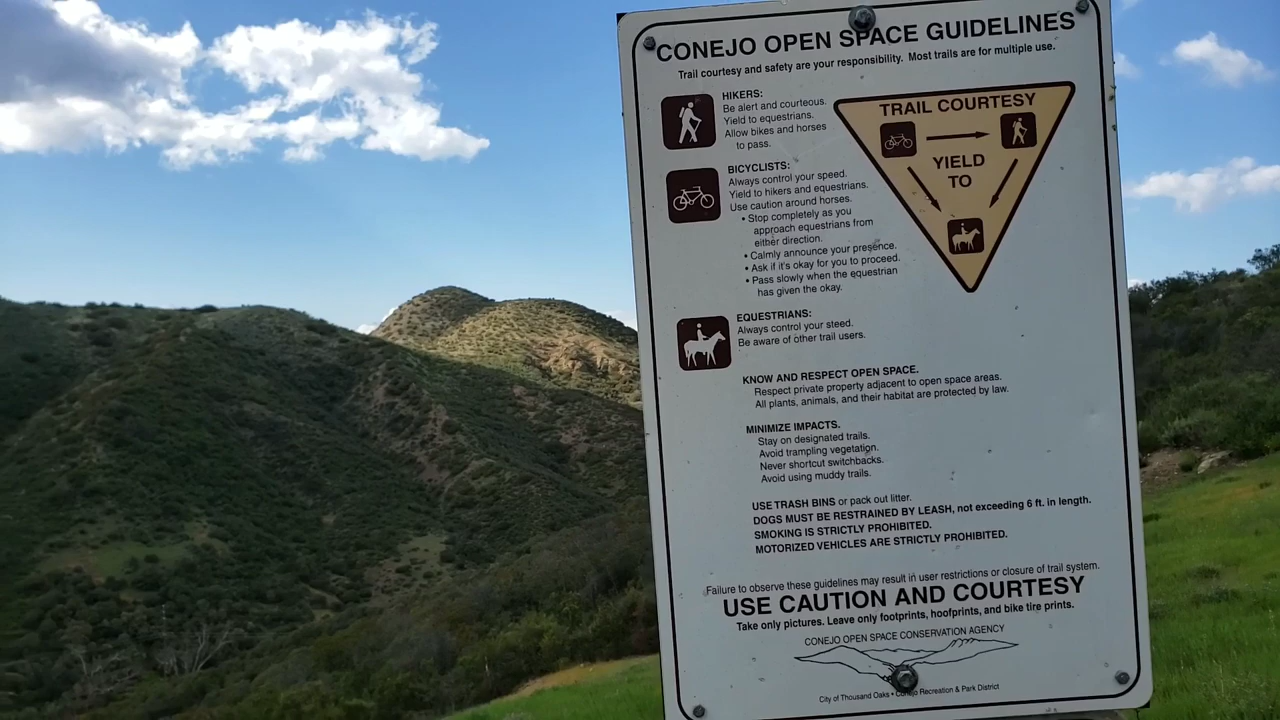 CONEJO OPEN SPACE GUIDELINES
Trail courtesy and safety are your responsibility. Most trails are for multiple use.
HIKERS:
Be alert and courteous.
Yield to equestrians.
Allow bikes and horses
to pass.
TRAIL COURTESY
YIELD
TO
BICYCLISTS:
Always control your speed.
Yield to hikers and equestrians.
Use caution around horses.
• Stop completely as you
approach equestrians from
either direction.
• Calmly announce your presence.
• Ask if it's okay for you to proceed.
• Pass slowly when the equestrian
has given the okay.
EQUESTRIANS:
Always control your steed.
Be aware of other trail users.
KNOW AND RESPECT OPEN SPACE.
Respect private property adjacent to open space areas.
All plants, animals, and their habitat are protected by law.
MINIMIZE IMPACTS.
Stay on designated trails.
Avoid trampling vegetation.
Never shortcut switchbacks.
Avoid using muddy trails.
USE TRASH BINS or pack out litter.
DOGS MUST BE RESTRAINED BY LEASH, not exceeding 6 ft. in length.
SMOKING IS STRICTLY PROHIBITED.
MOTORIZED VEHICLES ARE STRICTLY PROHIBITED.
Failure to observe these guidelines may result in user restrictions or closure of trail system.
USE CAUTION AND COURTESY
Take only pictures. Leave only footprints, hoofprints, and bike tire prints.
CONEJO OPEN SPACE CONSERVATION AGENCY
City of Thousand Oaks • Conejo Recreation & Park District